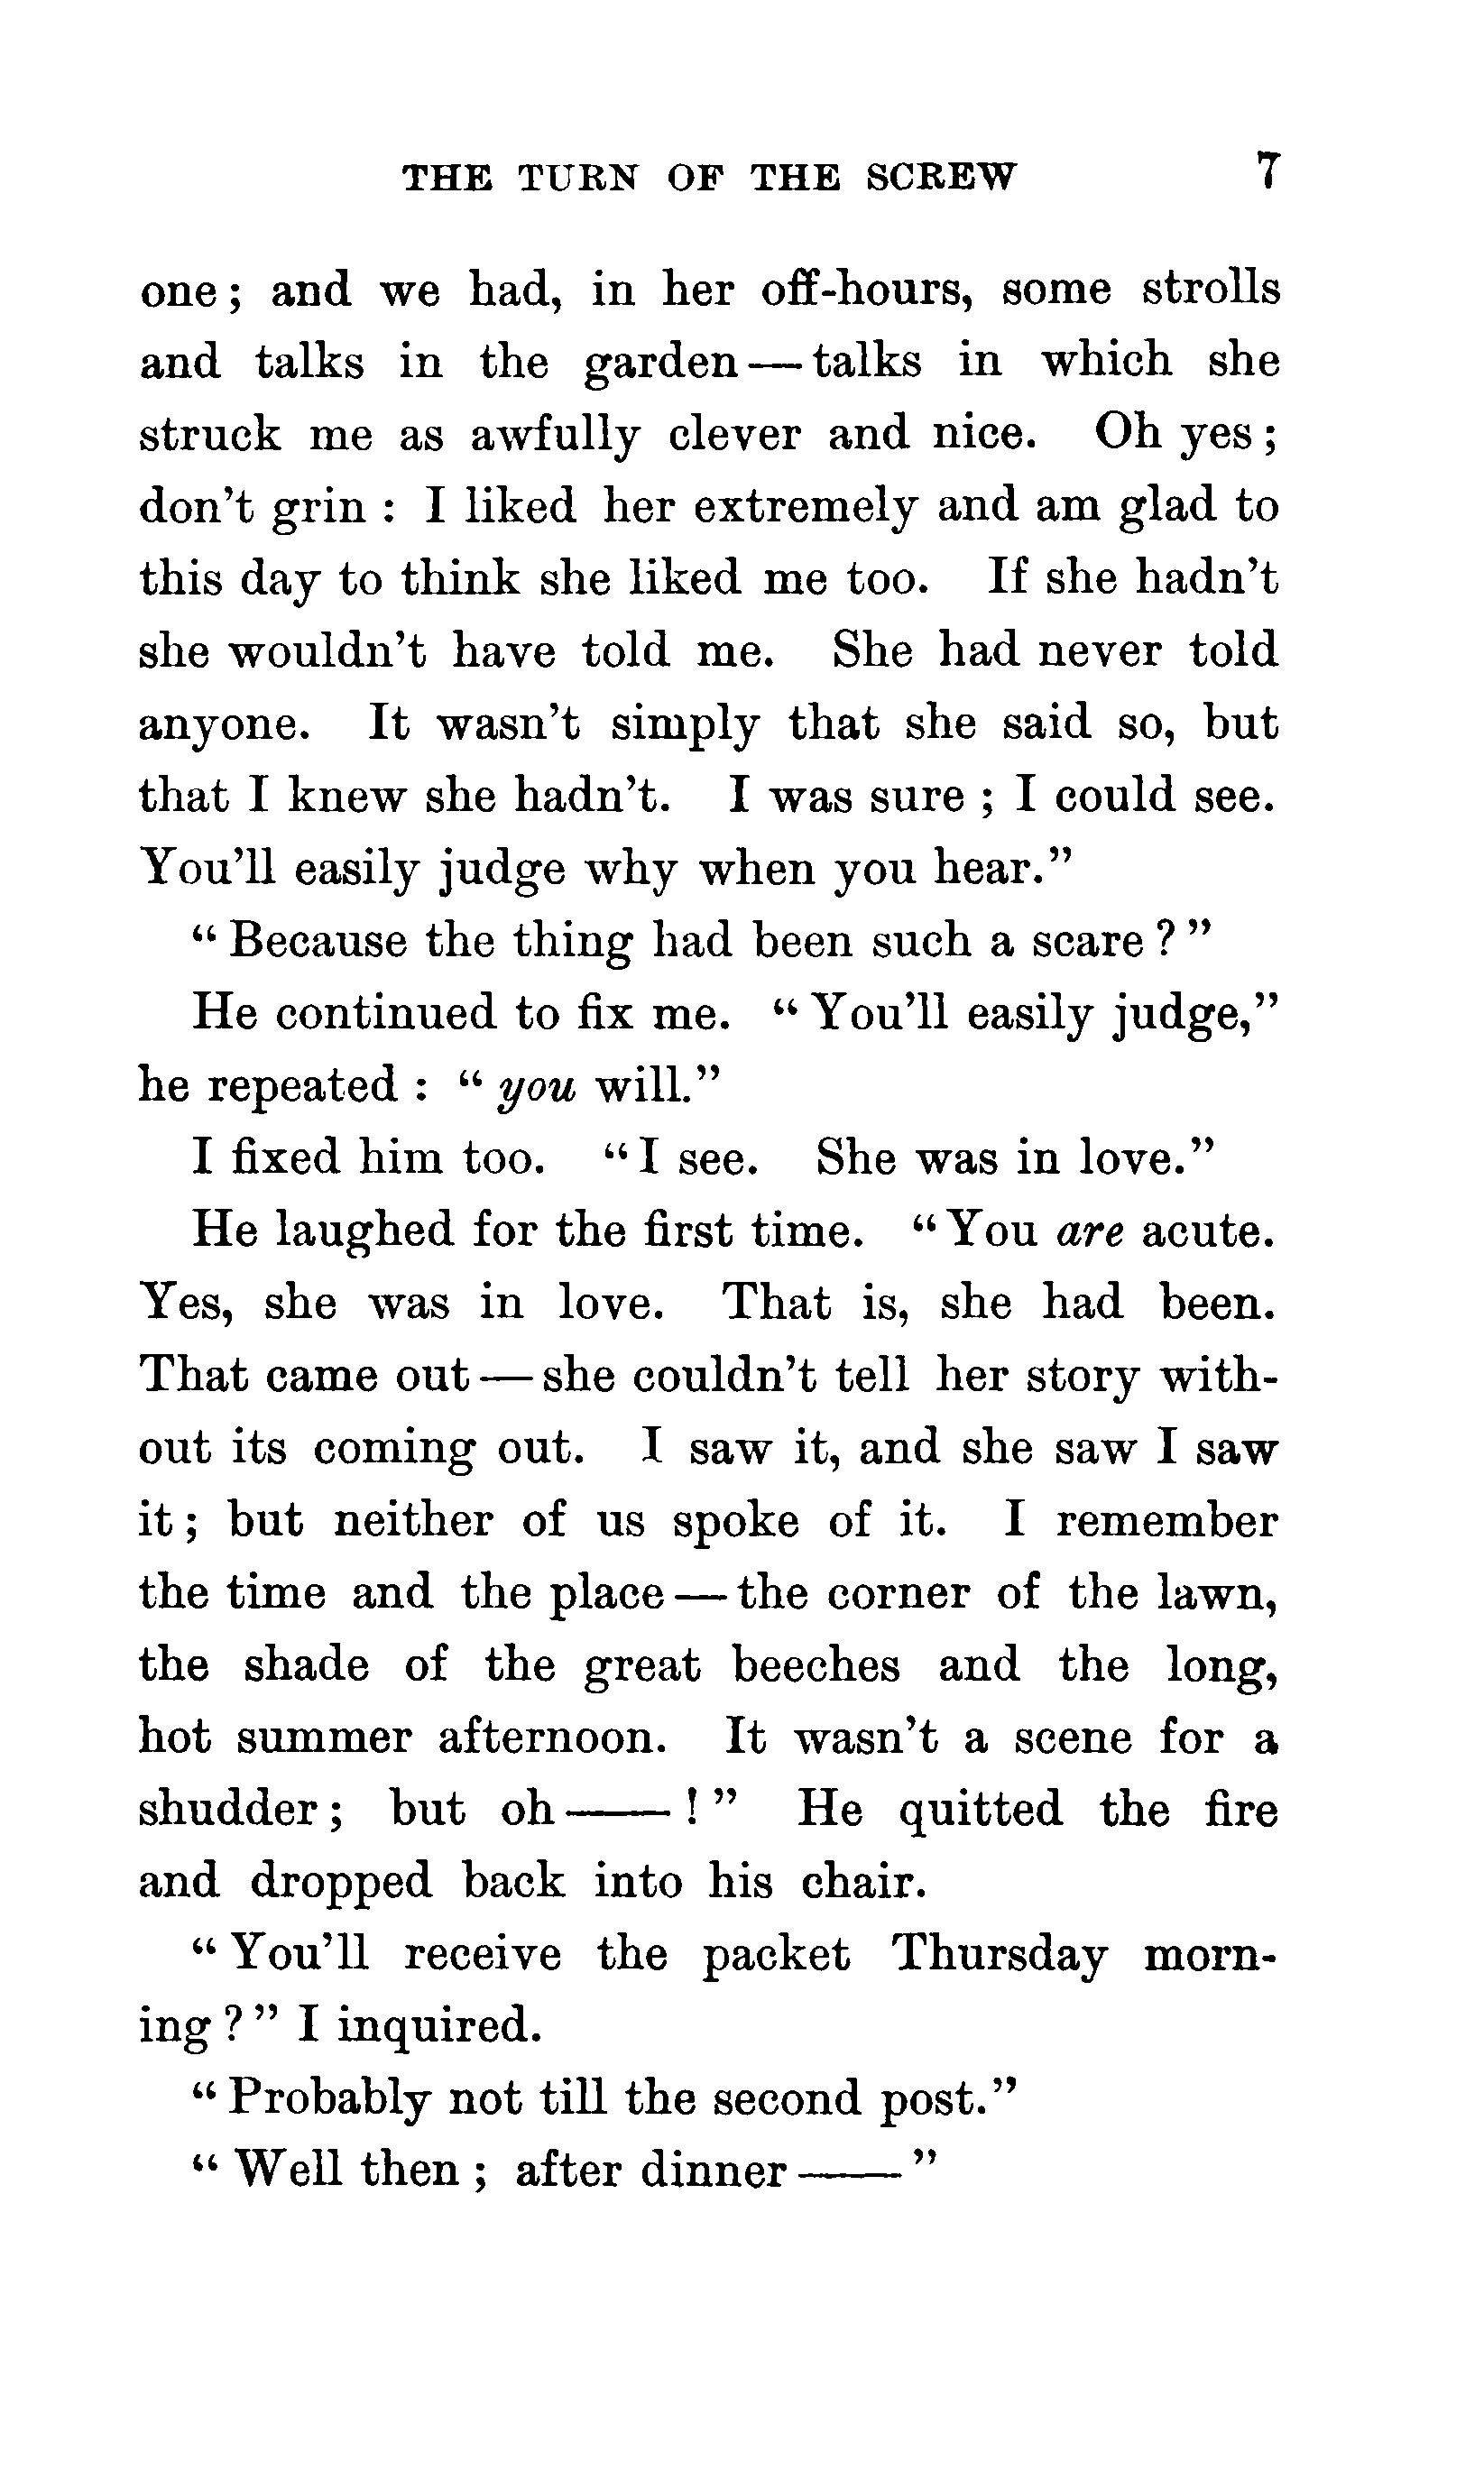 THE TURN OF THE SCREW 7
one; and we had, in her off-hours, some strolls
and talks in the garden—talks in which she
struck me as awfully clever and nice. Oh yes;
don't grin: I liked her extremely and am glad to
this day to think she liked me too. If she hadn't
she wouldn't have told me. She had never told
anyone. It wasn't simply that she said so, but
that I knew she hadn't. I was sure; I could see.
You'll easily judge why when you hear."
"Because the thing had been such a scare?"
He continued to fix me. "You'll easily judge,"
he repeated: "you will."
I fixed him too. "I see. She was in love."
He laughed for the first time. "You are acute.
Yes, she was in love. That is, she had been.
That came out—she couldn't tell her story with-
out its coming out. I saw it, and she saw I saw
it; but neither of us spoke of it. I remember
the time and the place—the corner of the lawn,
the shade of the great beeches and the long,
hot summer afternoon. It wasn't a scene for a
shudder; but oh——!" He quitted the fire
and dropped back into his chair.
"You'll receive the packet Thursday morn-
ing?" I inquired.
"Probably not till the second post."
"Well then; after dinner——"